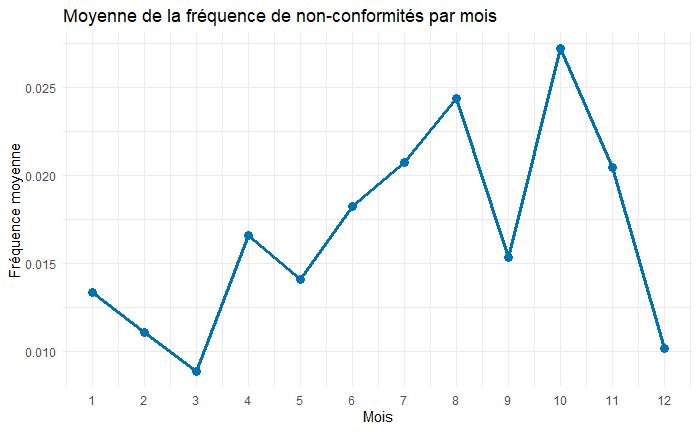 Moyenne de la fréquence de non-conformités par mois
0.025
0.020
0.015
0.010
Fréquence moyenne
1 2 3 4 5 6 7 8 9 10 11 12
Mois